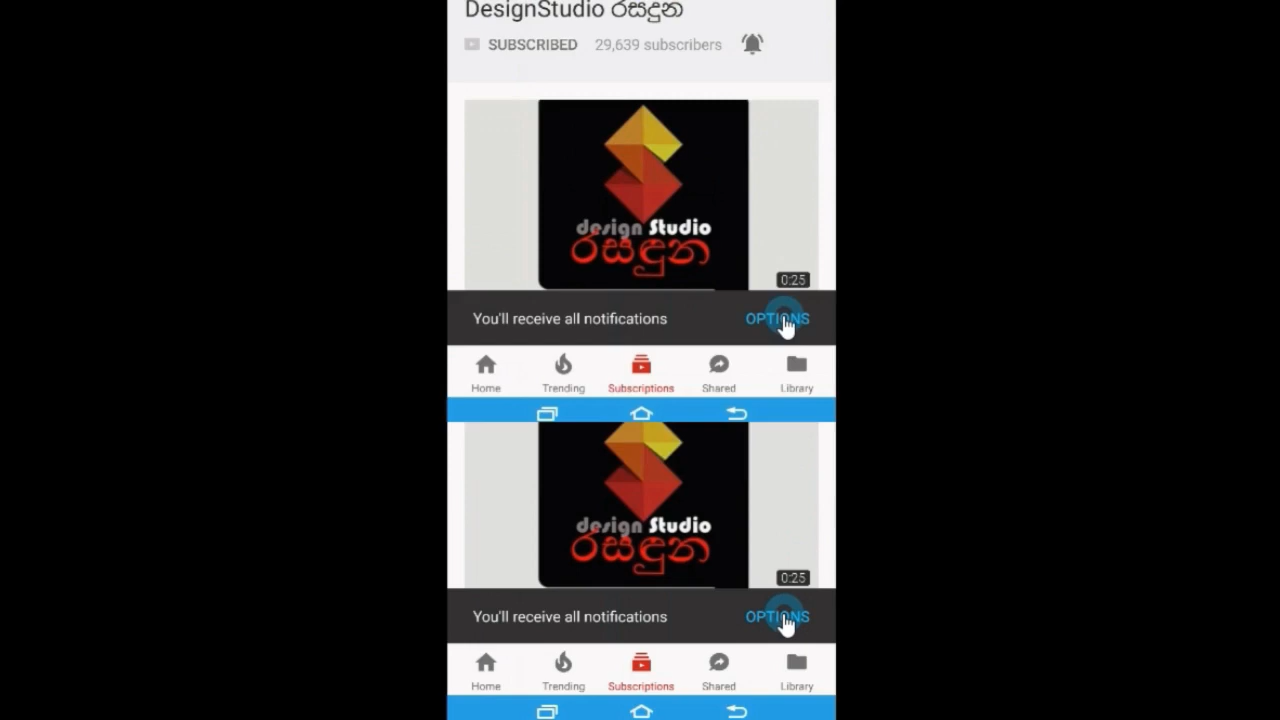 DesignStudio රසඳුන
SUBSCRIBED 29,639 subscribers
design Studio
රසඳුන
0:25
You'll receive all notifications OPTIONS
Home Trending Subscriptions Shared Library
design Studio
රසඳුන
0:25
You'll receive all notifications OPTIONS
Home Trending Subscriptions Shared Library